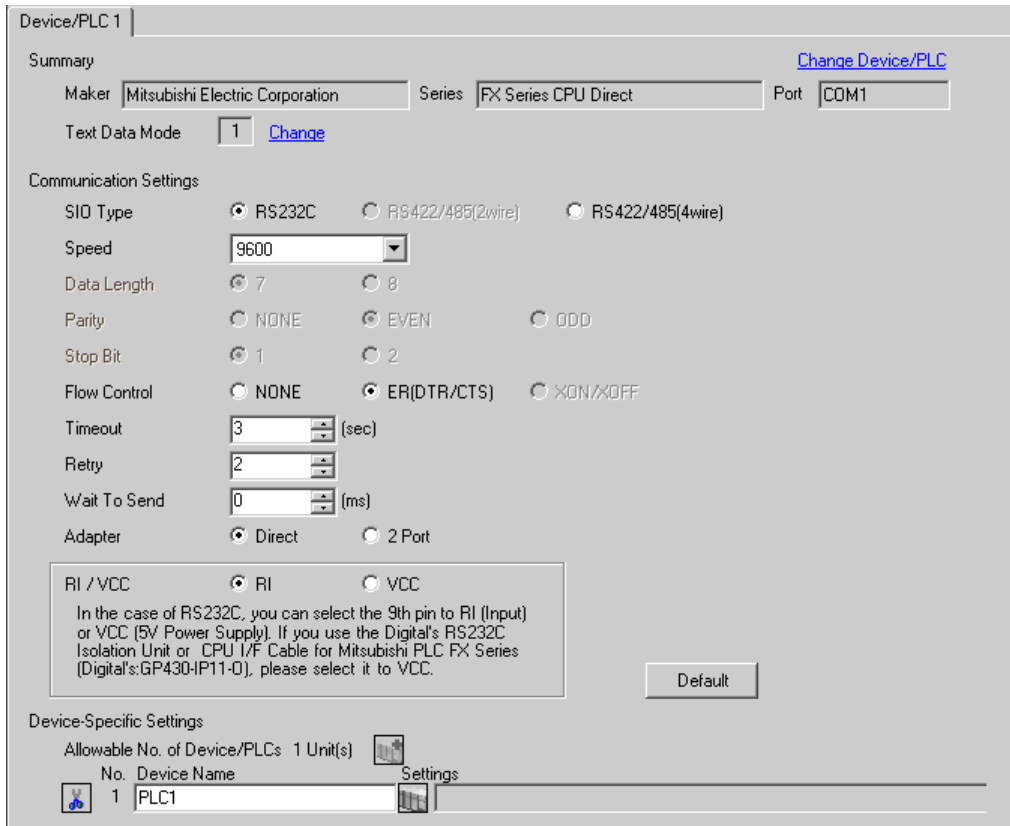 Device/PLC 1
Summary Change Device/PLC
Maker Mitsubishi Electric Corporation Series FX Series CPU Direct Port COM1
Text Data Mode 1 Change
Communication Settings
SIO Type RS232C RS422/485(2wire) RS422/485(4wire)
Speed 9600
Data Length 7 8
Parity NONE EVEN ODD
Stop Bit 1 2
Flow Control NONE ER(DTR/CTS) XON/XOFF
Timeout 3 (sec)
Retry 2
Wait To Send 0 (ms)
Adapter Direct 2 Port
RI / VCC RI VCC
In the case of RS232C, you can select the 9th pin to RI (Input)
or VCC (5V Power Supply). If you use the Digital's RS232C
Isolation Unit or CPU I/F Cable for Mitsubishi PLC FX Series
(Digital's:GP430-IP11-O), please select it to VCC.
Default
Device-Specific Settings
Allowable No. of Device/PLCs 1 Unit(s)
No. Device Name Settings
1 PLC1